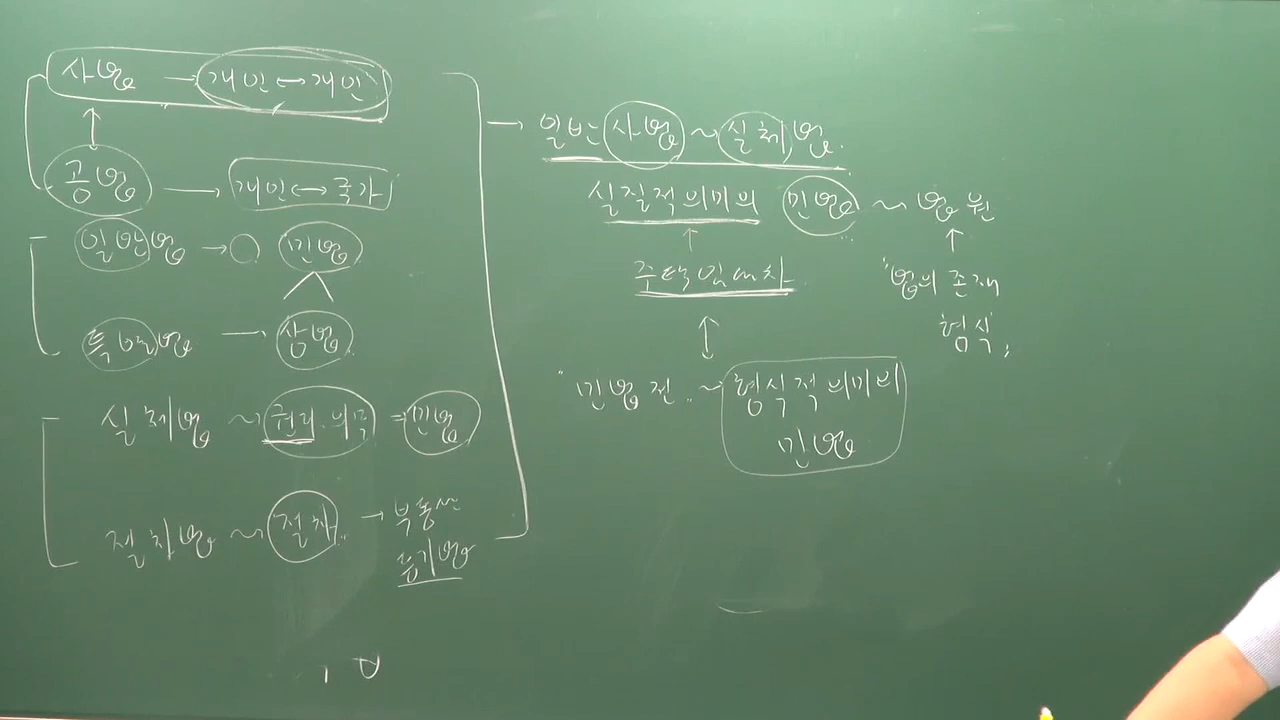 사법 → 개인 ↔ 개인
공법 → 개인 ↔ 국가
일반법 → 민법
특별법 → 상법
실체법 ~ 권리.의무 = 민법
절차법 ~ 절차.. → 부동산
등기법
→ 일반 사법 ~ 실체법.
실질적 의미의 민법 ~ 법원
주택임대차
"법의 존재
형식,
"민법전.. ~ 형식적 의미의
민법